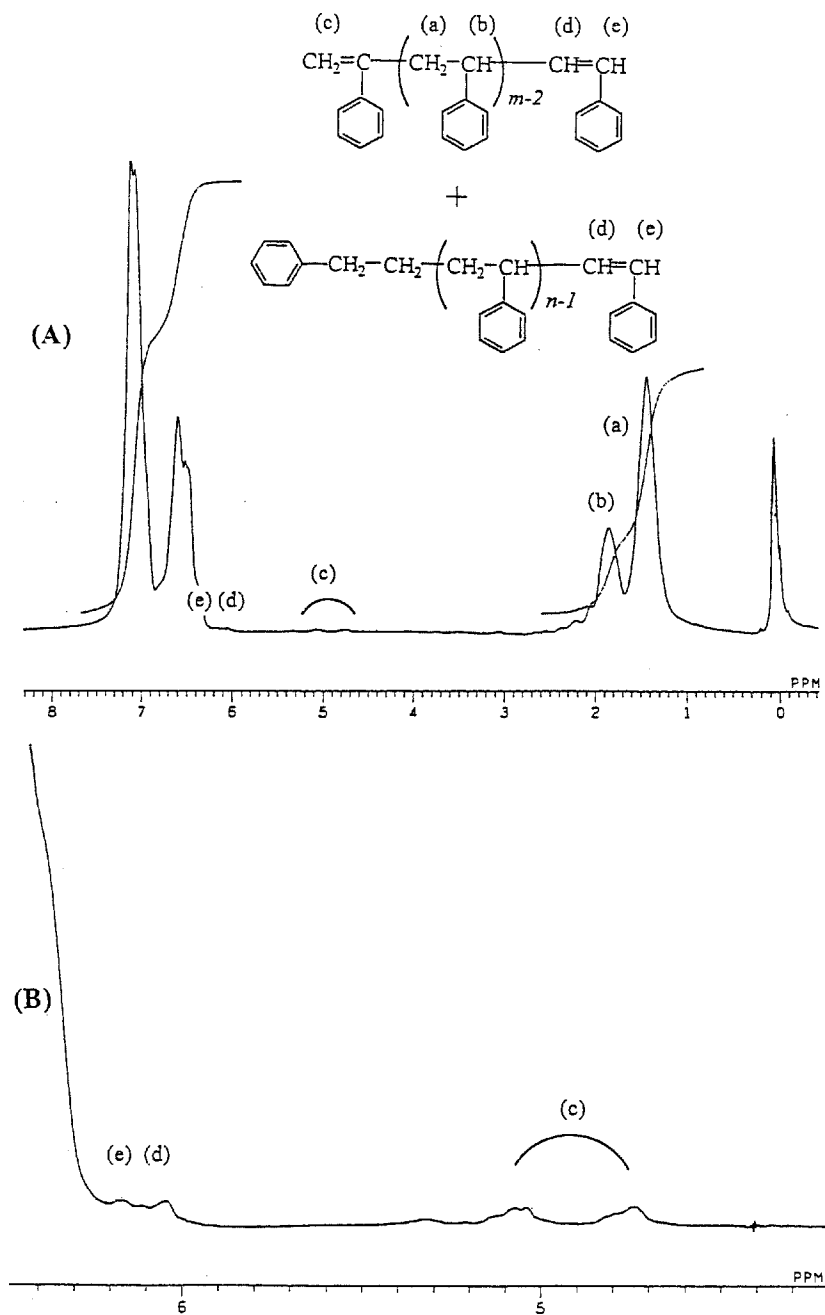 (c) (a) (b) (d) (e)
CH2=C CH2-CH CH=CH
m-2
+
(d) (e)
CH2-CH2 CH2-CH CH=CH
n-1
(A)
(a)
(b)
(c)
(e) (d)
PPM
8 7 6 5 4 3 2 1 0
(B)
(c)
(e) (d)
PPM
6 5